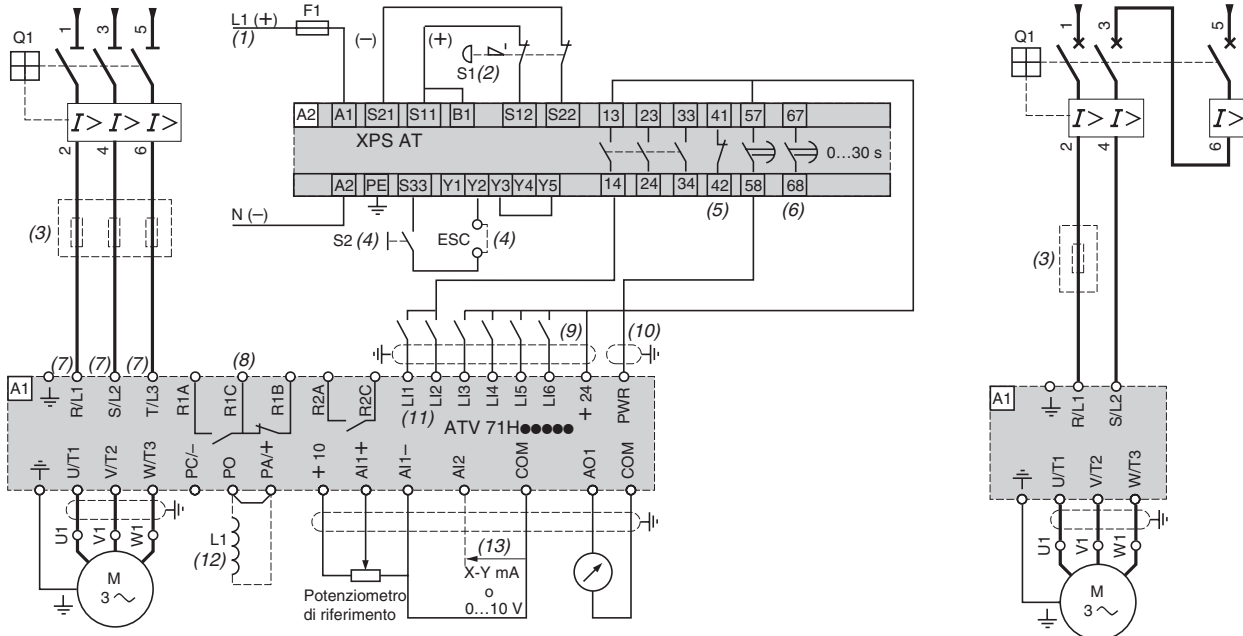 1 3 5
Q1
I> I> I>
2 4 6
(3)
L1 (+)
(1)
F1
(–) (+)
S1 (2)
A2 A1 S21 S11 B1 S12 S22 13 23 33 41 57 67
XPS AT
0…30 s
A2 PE S33 Y1 Y2 Y3 Y4 Y5 14 24 34 42 58 68
(5) (6)
N (–)
S2 (4) ESC (4)
(7) (7) (7) (8) (9) (10)
A1
R/L1 S/L2 T/L3 R1A R1C R1B R2A R2C LI1 LI2 LI3 LI4 LI5 LI6 + 24 PWR
(11)
ATV 71H●●●●●
U/T1 V/T2 W/T3 PC/– PO PA/+ + 10 AI1+ AI1– AI2 COM AO1 COM
U1 V1 W1
M
3
L1
(12)
Potenziometro
di riferimento
(13)
X-Y mA
o
0…10 V
1 3 5
Q1
I> I> I>
2 4 6
(3)
A1
R/L1 S/L2
U/T1 V/T2 W/T3
U1 V1 W1
M
3